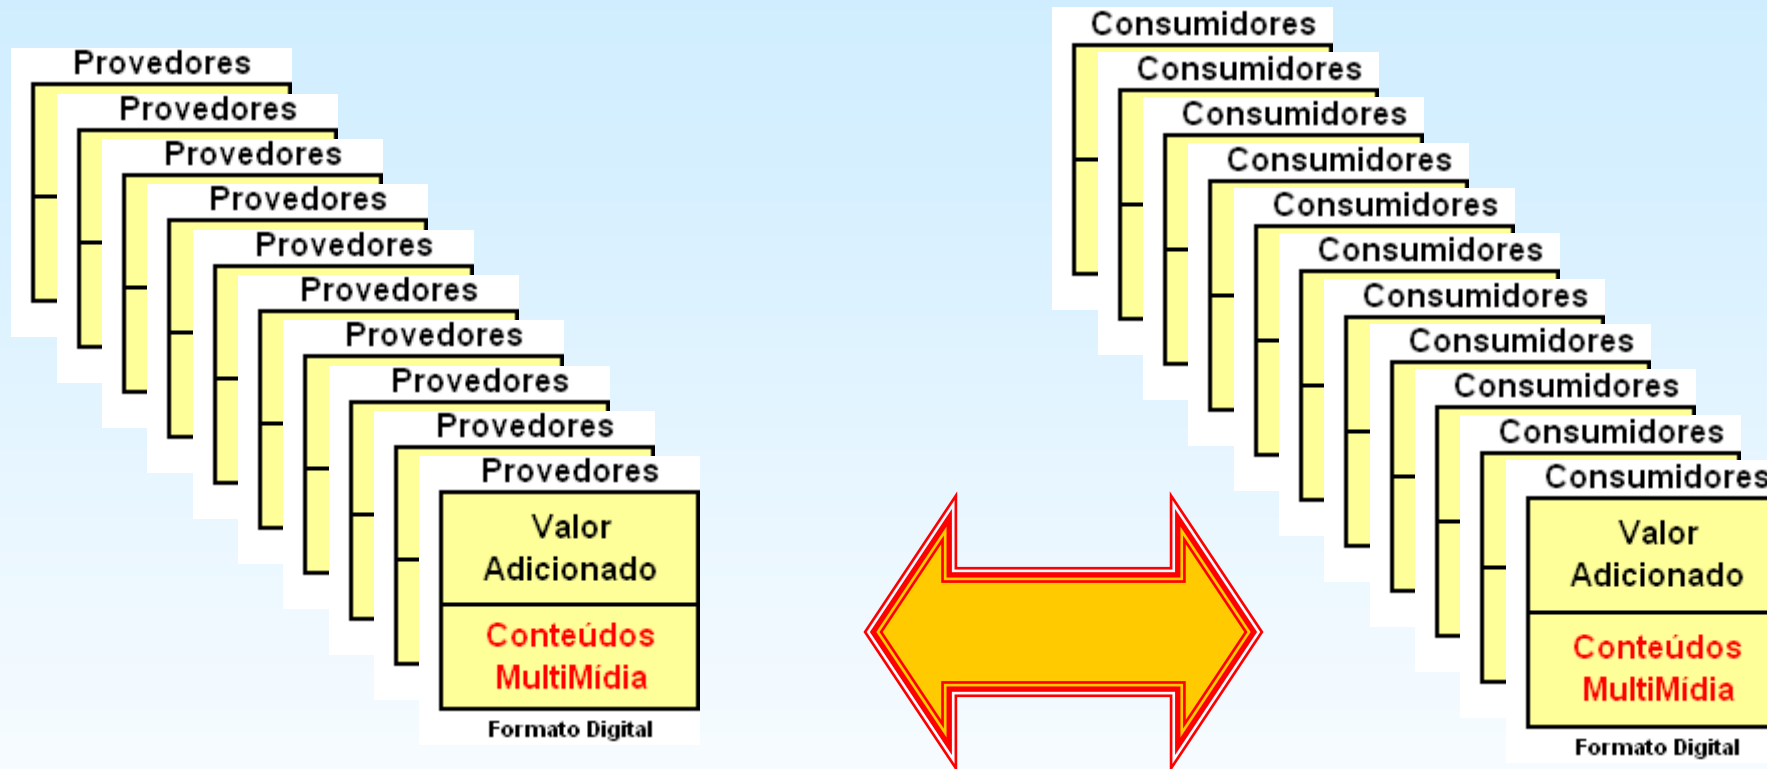 Provedores
Provedores
Provedores
Provedores
Provedores
Provedores
Provedores
Provedores
Provedores
Provedores
Valor
Adicionado
Conteúdos
MultiMídia
Formato Digital
Consumidores
Consumidores
Consumidores
Consumidores
Consumidores
Consumidores
Consumidores
Consumidores
Consumidores
Consumidores
Consumidores
Valor
Adicionado
Conteúdos
MultiMídia
Formato Digital